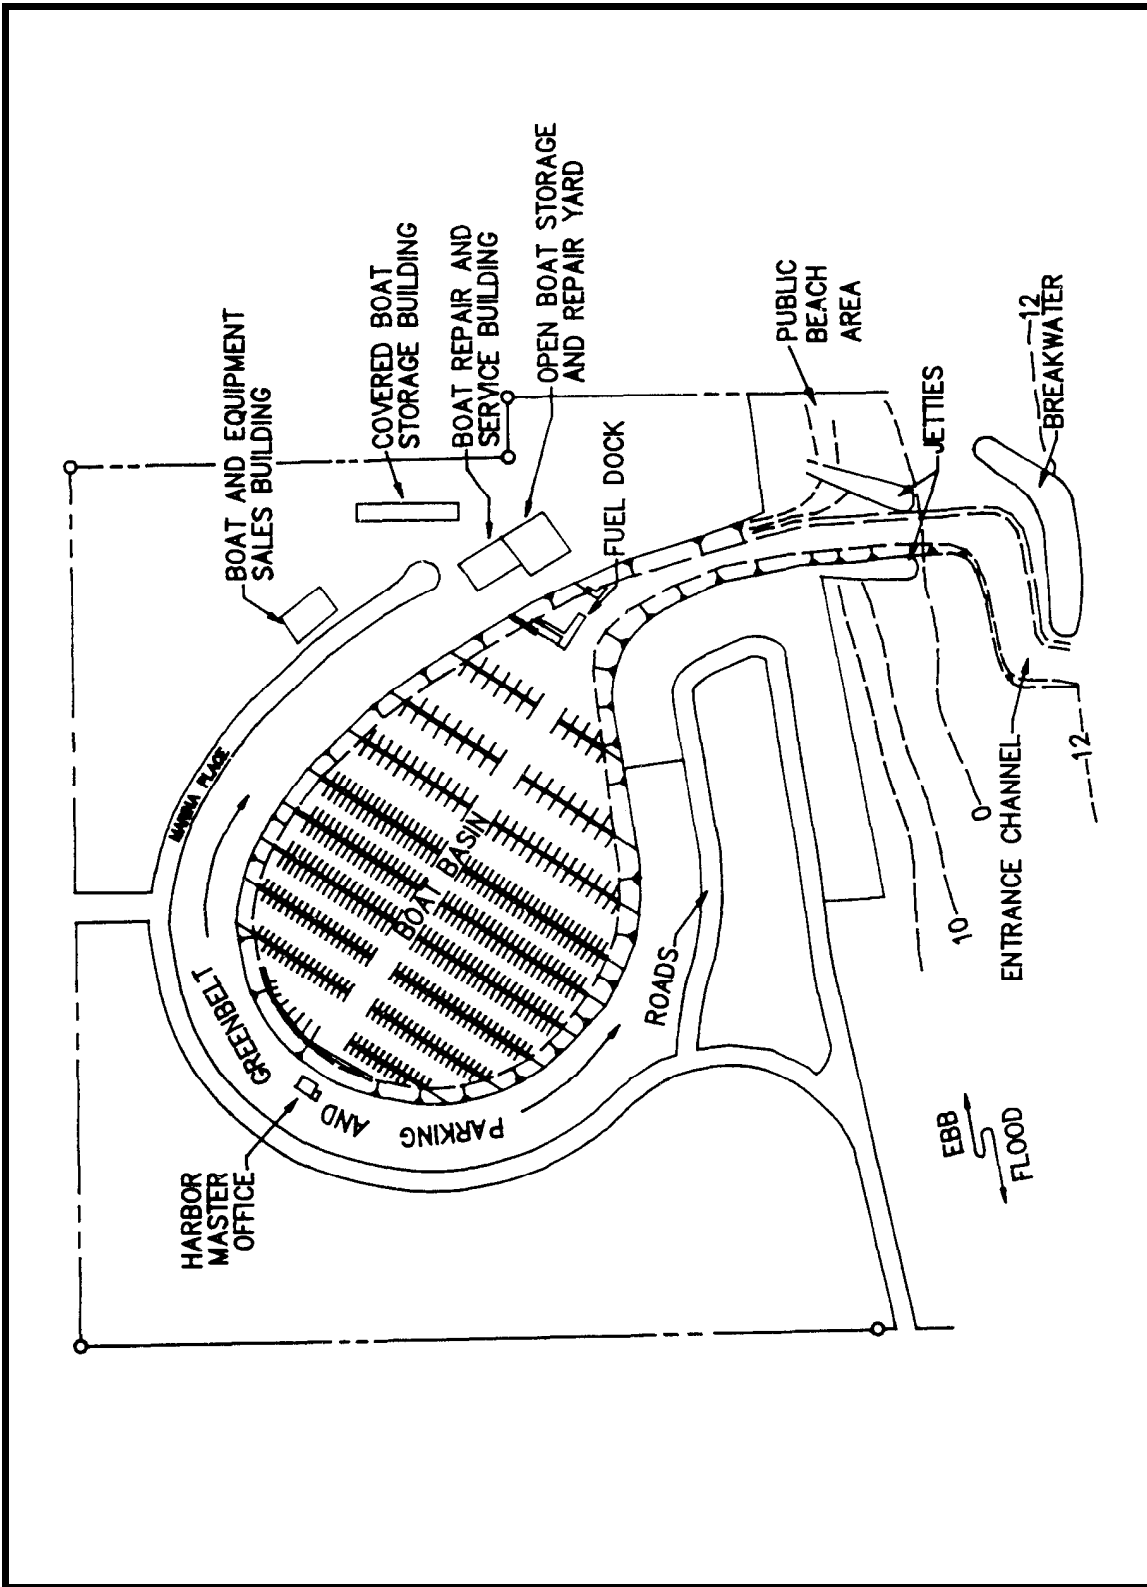 BOAT AND EQUIPMENT
SALES BUILDING
COVERED BOAT
STORAGE BUILDING
BOAT REPAIR AND
SERVICE BUILDING
OPEN BOAT STORAGE
AND REPAIR YARD
FUEL DOCK
PUBLIC
BEACH
AREA
JETTIES
-12
BREAKWATER
MARINA PLACE
BOAT BASIN
PARKING AND GREENBELT
HARBOR
MASTER
OFFICE
ROADS
0
10
ENTRANCE CHANNEL
-12
EBB
FLOOD